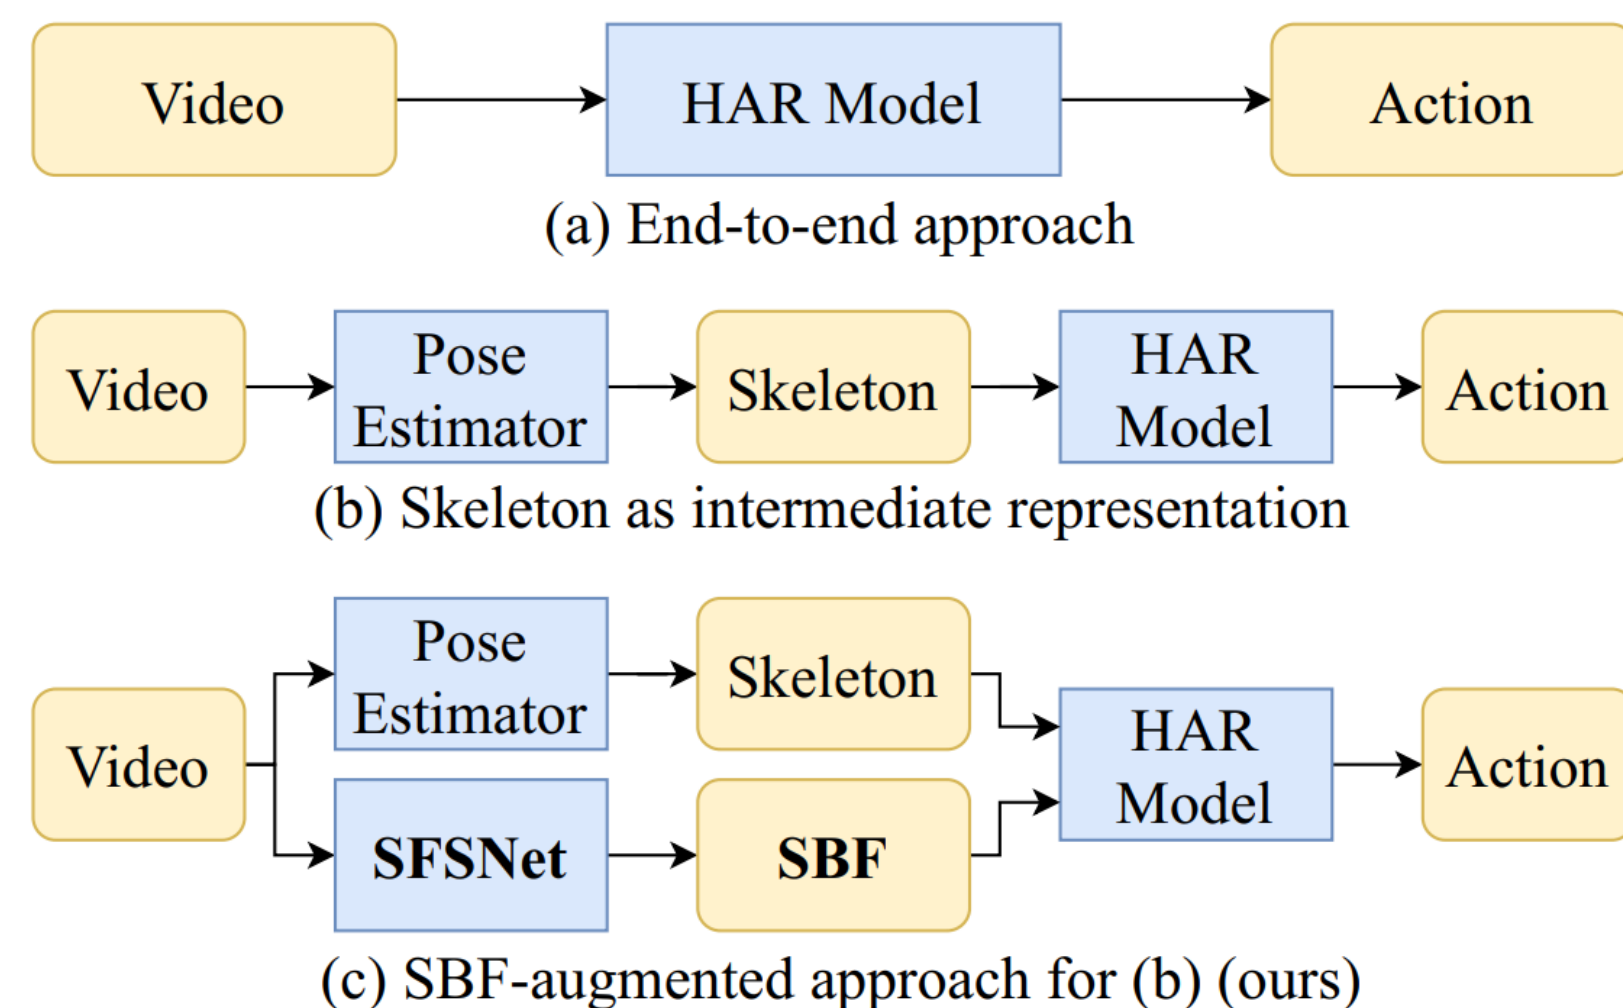 Video HAR Model Action
(a) End-to-end approach
Video Pose Skeleton HAR Action
Estimator Model
(b) Skeleton as intermediate representation
Pose
Estimator
Skeleton
Video
HAR
Model
Action
SFSNet SBF
(c) SBF-augmented approach for (b) (ours)